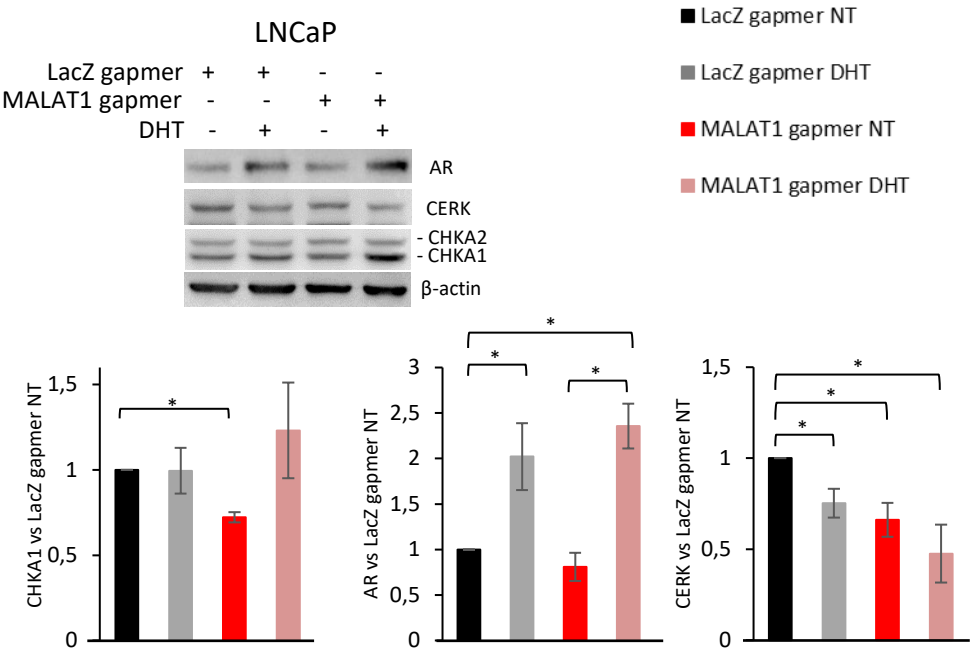 LNCaP
LacZ gapmer + + - -
MALAT1 gapmer - - + +
DHT - + - +
AR
CERK
- CHKA2
- CHKA1
β-actin
LacZ gapmer NT
LacZ gapmer DHT
MALAT1 gapmer NT
MALAT1 gapmer DHT
CHKA1 vs LacZ gapmer NT
1,5
1
0,5
0
*
AR vs LacZ gapmer NT
3
2,5
2
1,5
1
0,5
0
*
*
*
CERK vs LacZ gapmer NT
1,5
1
0,5
0
*
*
*